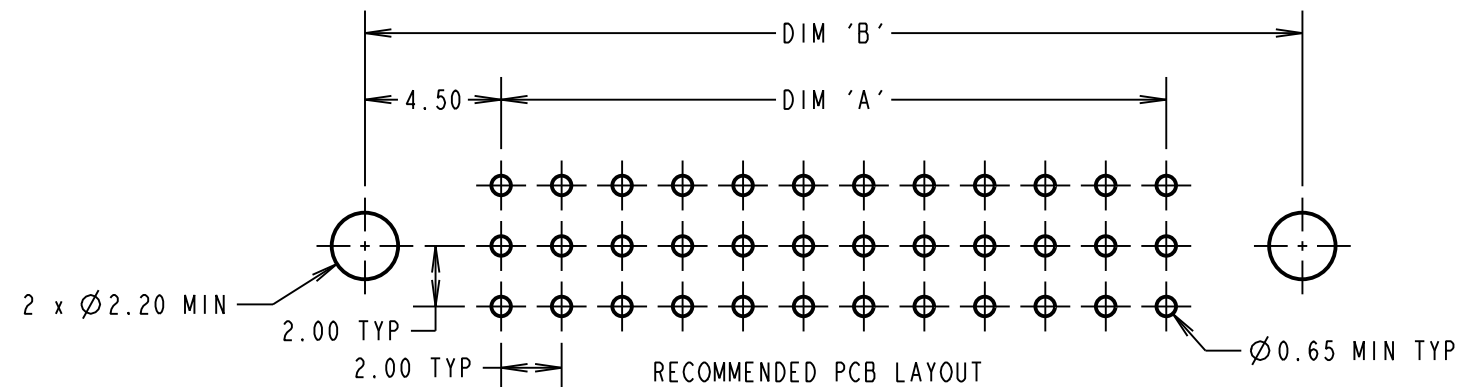 DIM 'B'
4.50
DIM 'A'
2 x Ø2.20 MIN
2.00 TYP
2.00 TYP
RECOMMENDED PCB LAYOUT
Ø0.65 MIN TYP